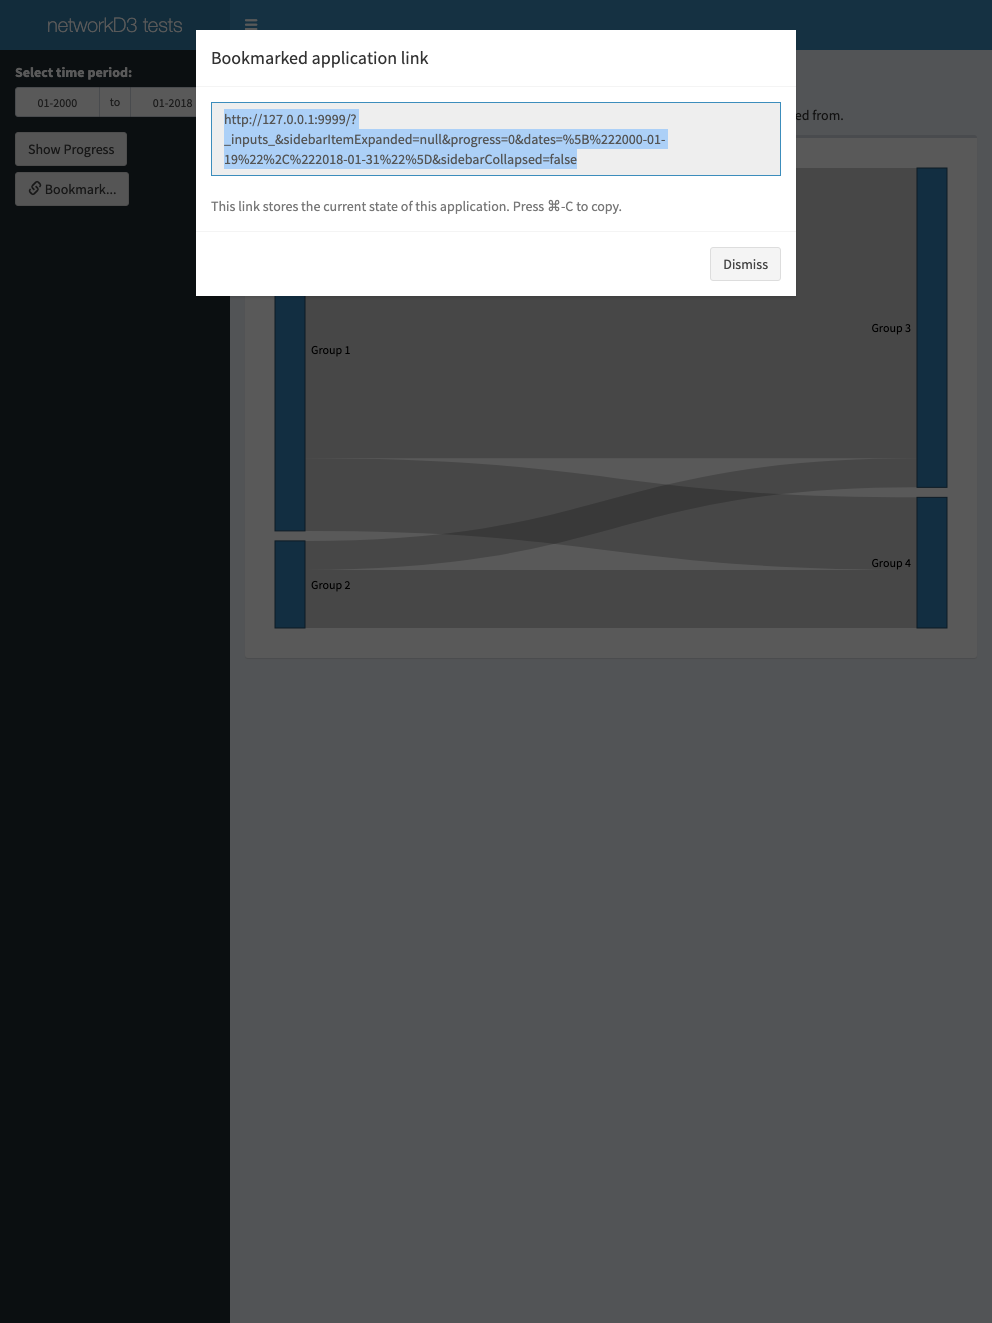 networkD3 tests
Bookmarked application link
Select time period:
01-2000 to 01-2018
http://127.0.0.1:9999/?
_inputs_&sidebarItemExpanded=null&progress=0&dates=%5B%222000-01-
19%22%2C%222018-01-31%22%5D&sidebarCollapsed=false
ed from.
Show Progress
Bookmark...
This link stores the current state of this application. Press ⌘-C to copy.
Dismiss
Group 3
Group 1
Group 4
Group 2